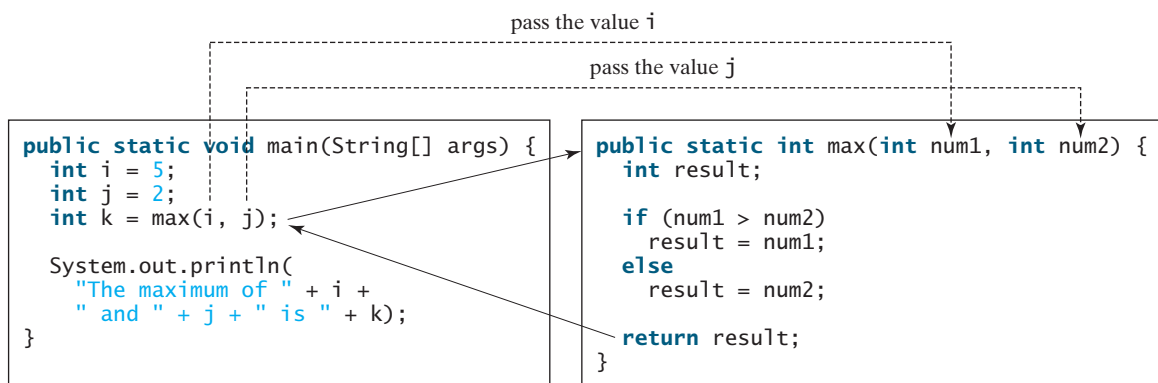 pass the value i
pass the value j
public static void main(String[] args) {
int i = 5;
int j = 2;
int k = max(i, j);
System.out.println(
"The maximum of " + i +
" and " + j + " is " + k);
}
public static int max(int num1, int num2) {
int result;
if (num1 > num2)
result = num1;
else
result = num2;
return result;
}